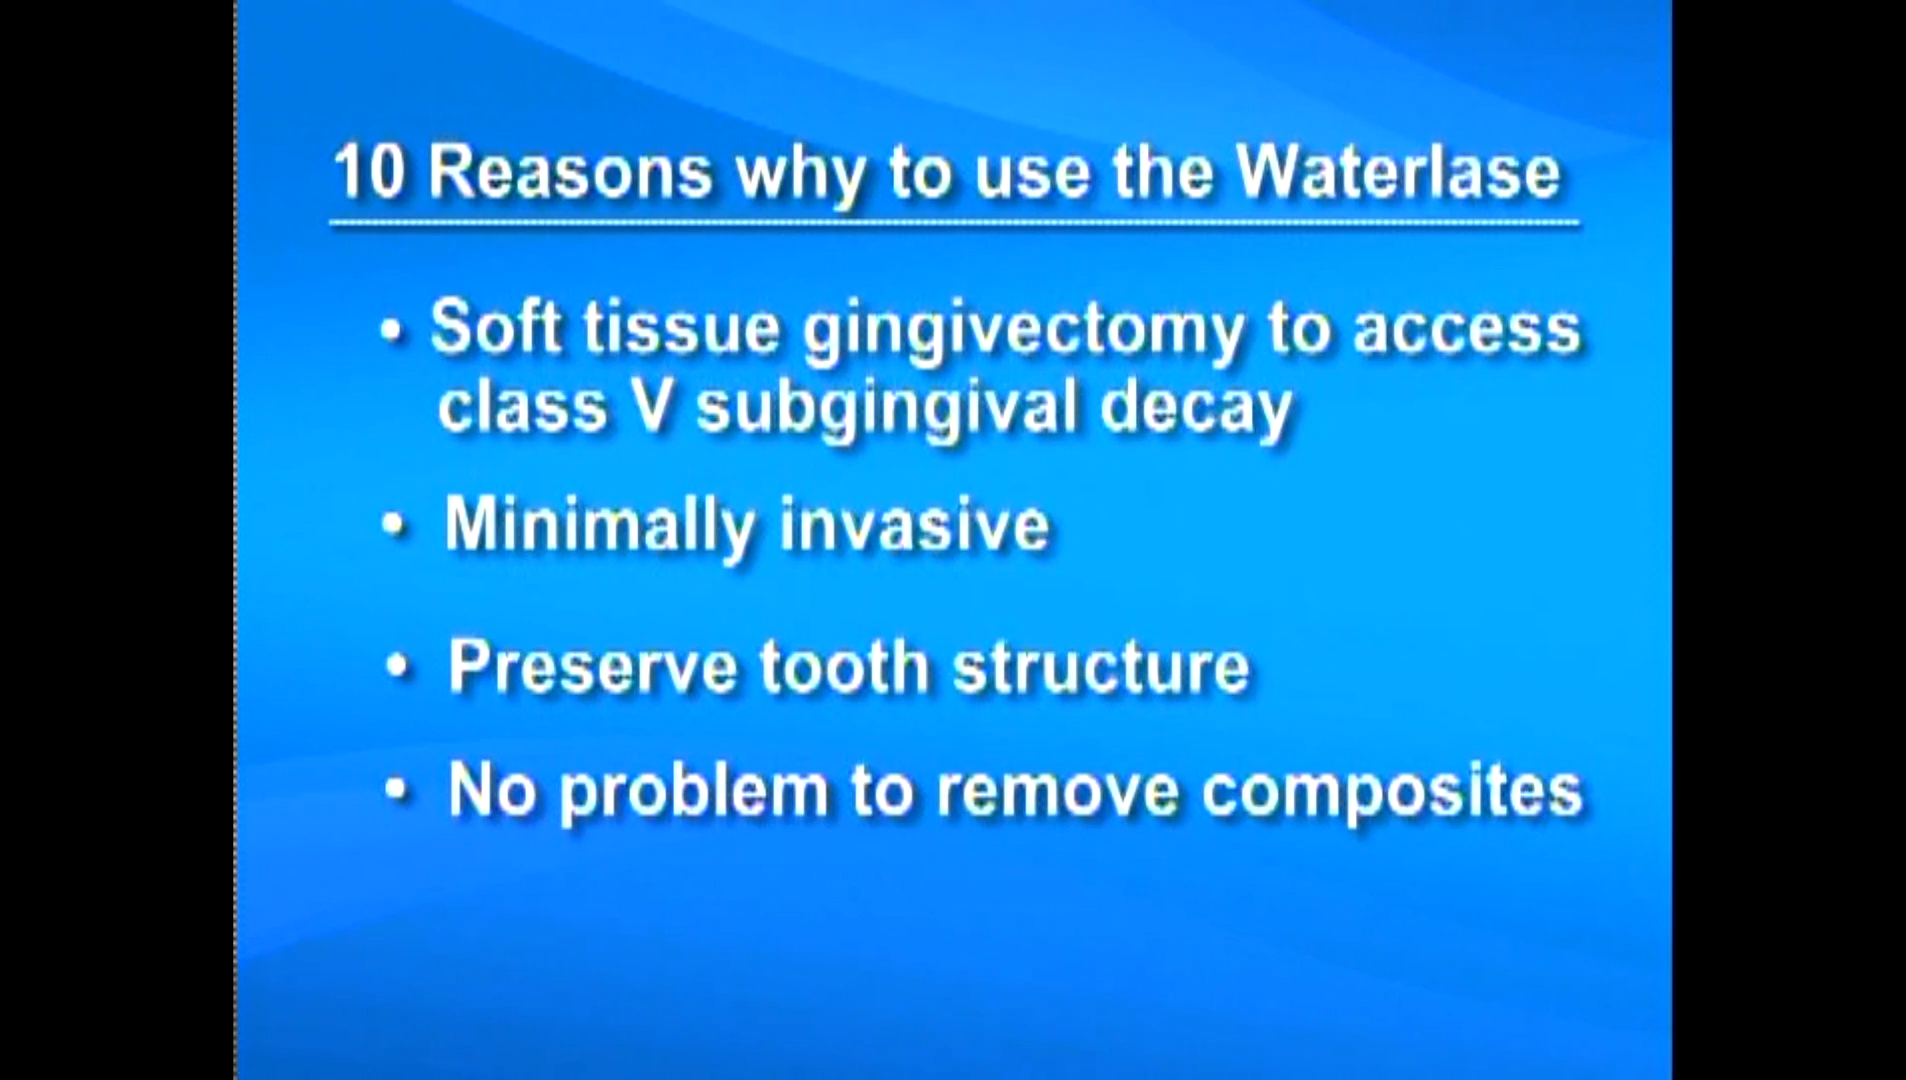 10 Reasons why to use the Waterlase
• Soft tissue gingivectomy to access
class V subgingival decay
• Minimally invasive
• Preserve tooth structure
• No problem to remove composites